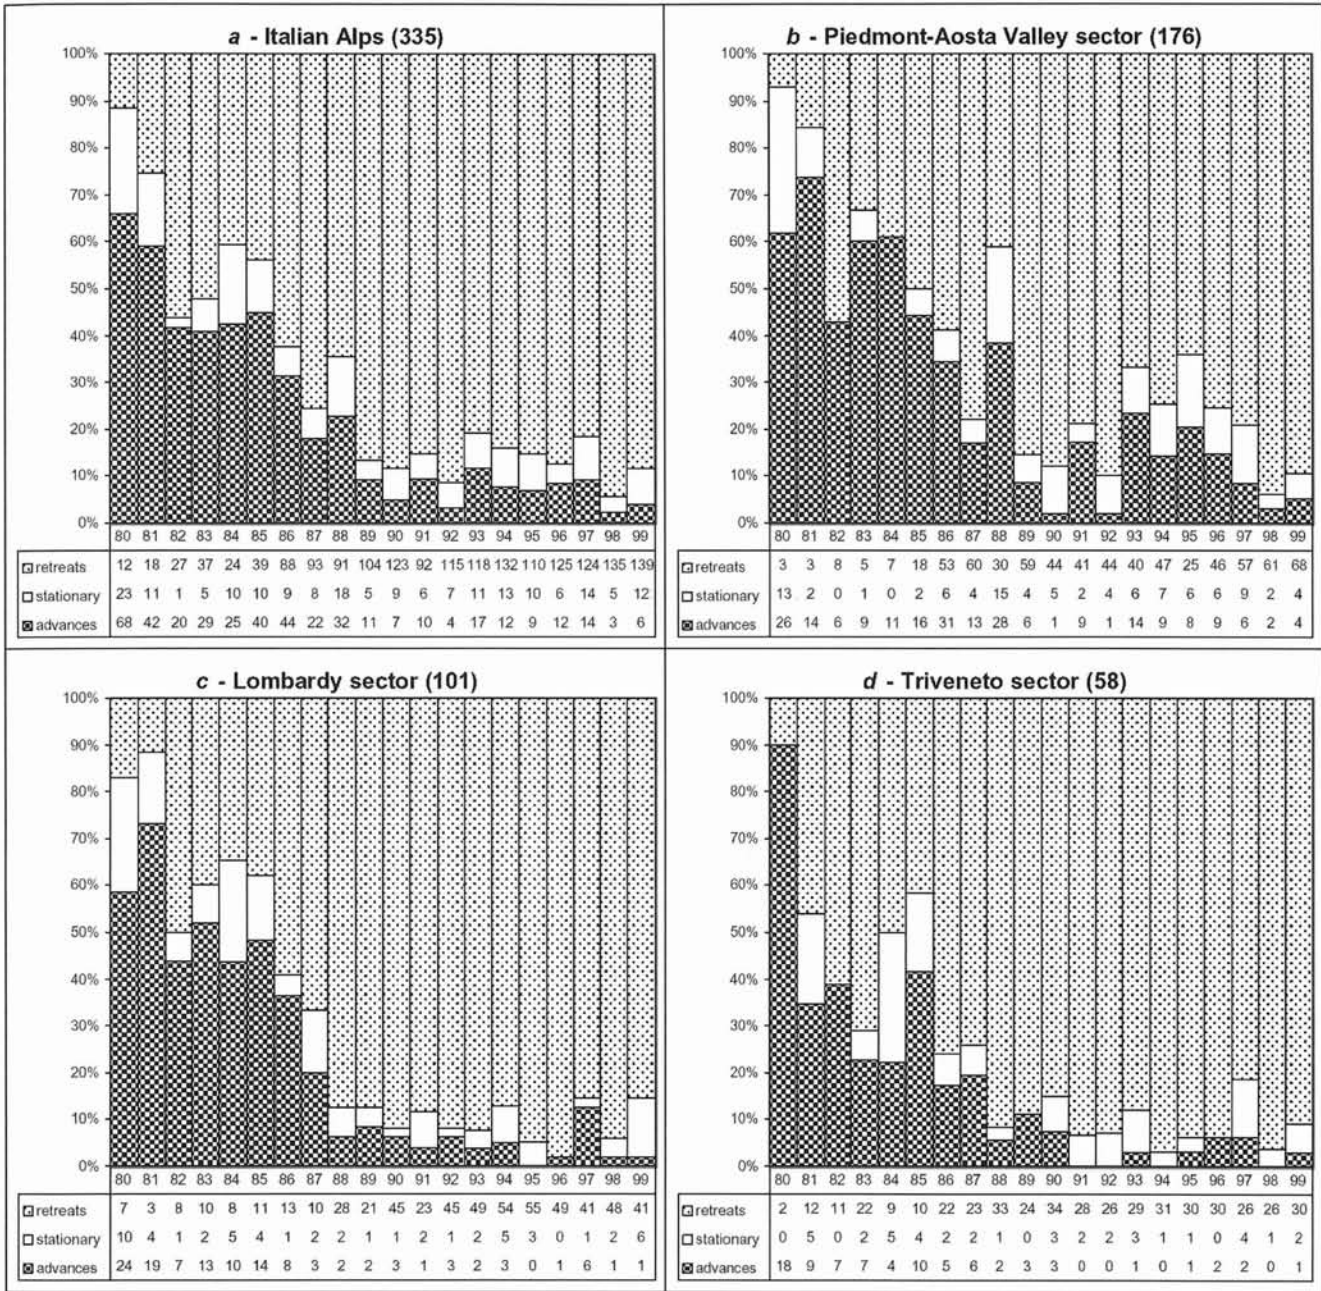 a - Italian Alps (335)
100%
90%
80%
70%
60%
50%
40%
30%
20%
10%
0%
80 81 82 83 84 85 86 87 88 89 90 91 92 93 94 95 96 97 98 99
retreats 12 18 27 37 24 39 88 93 91 104 123 92 115 118 132 110 125 124 135 139
stationary 23 11 1 5 10 10 9 8 18 5 9 6 7 11 13 10 6 14 5 12
advances 68 42 20 29 25 40 44 22 32 11 7 10 4 17 12 9 12 14 3 6
b - Piedmont-Aosta Valley sector (176)
100%
90%
80%
70%
60%
50%
40%
30%
20%
10%
0%
80 81 82 83 84 85 86 87 88 89 90 91 92 93 94 95 96 97 98 99
retreats 3 3 8 5 7 18 53 60 30 59 44 41 44 40 47 25 46 57 61 68
stationary 13 2 0 1 0 2 6 4 15 4 5 2 4 6 7 6 6 9 2 4
advances 26 14 6 9 11 16 31 13 28 6 1 9 1 14 9 8 9 6 2 4
c - Lombardy sector (101)
100%
90%
80%
70%
60%
50%
40%
30%
20%
10%
0%
80 81 82 83 84 85 86 87 88 89 90 91 92 93 94 95 96 97 98 99
retreats 7 3 8 10 8 11 13 10 28 21 45 23 45 49 54 55 49 41 48 41
stationary 10 4 1 2 5 4 1 2 2 1 1 2 1 2 5 3 0 1 2 6
advances 24 19 7 13 10 14 8 3 2 2 3 1 3 2 3 0 1 6 1 1
d - Triveneto sector (58)
100%
90%
80%
70%
60%
50%
40%
30%
20%
10%
0%
80 81 82 83 84 85 86 87 88 89 90 91 92 93 94 95 96 97 98 99
retreats 2 12 11 22 9 10 22 23 33 24 34 28 26 29 31 30 30 26 26 30
stationary 0 5 0 2 5 4 2 2 1 0 3 2 2 3 1 1 0 4 1 2
advances 18 9 7 7 4 10 5 6 2 3 3 0 0 1 0 1 2 2 0 1